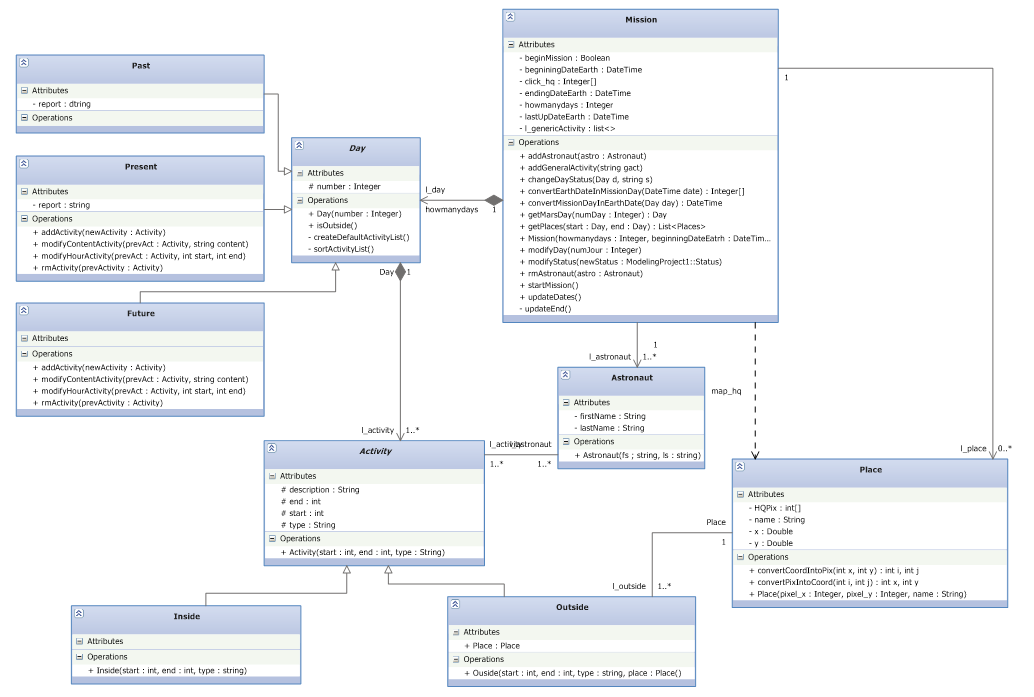 Mission
Attributes
- beginMission : Boolean
- begniningDateEarth : DateTime
- click_hq : Integer[]
- endingDateEarth : DateTime
- howmanydays : Integer
- lastUpDateEarth : DateTime
- l_genericActivity : list<>
Operations
+ addAstronaut(astro : Astronaut)
+ addGeneralActivity(string gact)
+ changeDayStatus(Day d, string s)
+ convertEarthDateInMissionDay(DateTime date) : Integer[]
+ convertMissionDayInEarthDate(Day day) : DateTime
+ getMarsDay(numDay : Integer) : Day
+ getPlaces(start : Day, end : Day) : List<Places>
+ Mission(howmanydays : Integer, beginningDateEatrh : DateTim...
+ modifyDay(numJour : Integer)
+ modifyStatus(newStatus : ModelingProject1::Status)
+ rmAstronaut(astro : Astronaut)
+ startMission()
+ updateDates()
- updateEnd()
Past
Attributes
- report : dtring
Operations
Present
Attributes
- report : string
Operations
+ addActivity(newActivity : Activity)
+ modifyContentActivity(prevAct : Activity, string content)
+ modifyHourActivity(prevAct : Activity, int start, int end)
+ rmActivity(prevActivity : Activity)
Future
Attributes
Operations
+ addActivity(newActivity : Activity)
+ modifyContentActivity(prevAct : Activity, string content)
+ modifyHourActivity(prevAct : Activity, int start, int end)
+ rmActivity(prevActivity : Activity)
Day
Attributes
# number : Integer
Operations
+ Day(number : Integer)
+ isOutside()
- createDefaultActivityList()
- sortActivityList()
l_day
howmanydays
1
1
Day
1
1
l_astronaut
1..*
map_hq
l_place
0..*
Astronaut
Attributes
- firstName : String
- lastName : String
Operations
+ Astronaut(fs ; string, ls : string)
l_activity
1..*
l_activity
l_astronaut
1..*
1..*
Activity
Attributes
# description : String
# end : int
# start : int
# type : String
Operations
+ Activity(start : int, end : int, type : String)
Place
Attributes
- HQPix : int[]
- name : String
- x : Double
- y : Double
Operations
+ convertCoordIntoPix(int x, int y) : int i, int j
+ convertPixIntoCoord(int i, int j) : int x, int y
+ Place(pixel_x : Integer, pixel_y : Integer, name : String)
Place
1
l_outside
1..*
Inside
Attributes
Operations
+ Inside(start : int, end : int, type : string)
Outside
Attributes
+ Place : Place
Operations
+ Ouside(start : int, end : int, type : string, place : Place()